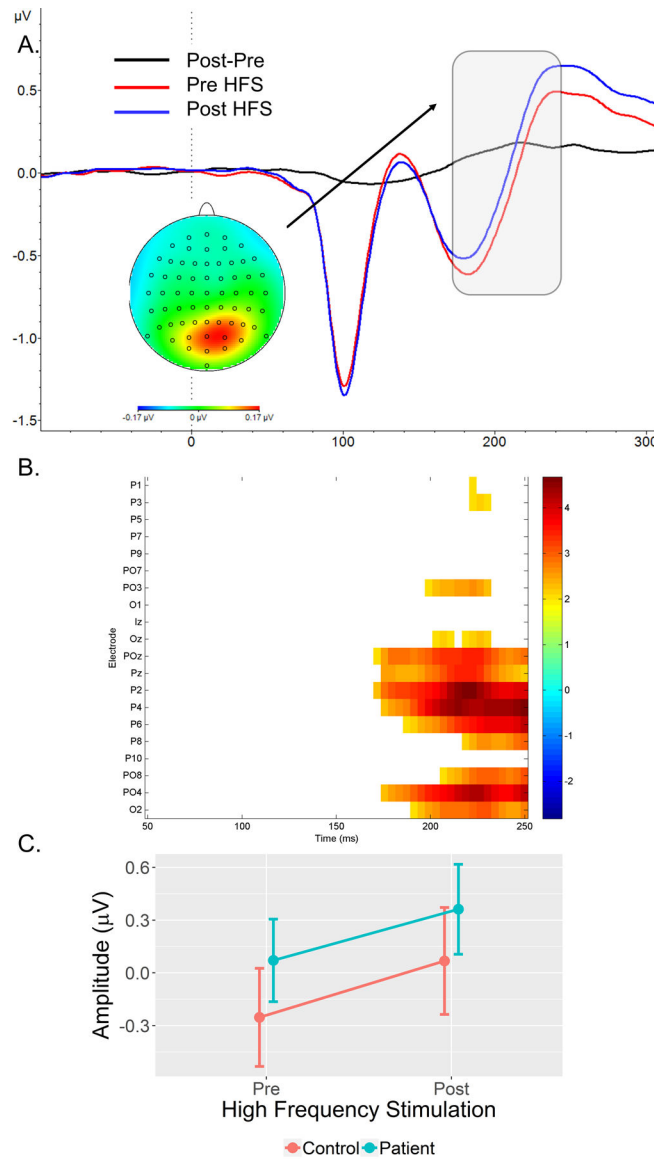 µV
A.
Post-Pre
Pre HFS
Post HFS
0.5
0.0
-0.5
-1.0
-1.5
-0.17 µV 0 µV 0.17 µV
0 100 200 300
B.
P1
P3
P5
P7
P9
PO7
PO3
O1
Iz
Oz
POz
Pz
P2
P4
P6
P8
P10
PO8
PO4
O2
Electrode
50 100 150 200 250
Time (ms)
4
3
2
1
0
-1
-2
C.
0.6
0.3
0.0
-0.3
Amplitude (µV)
Pre Post
High Frequency Stimulation
Control Patient